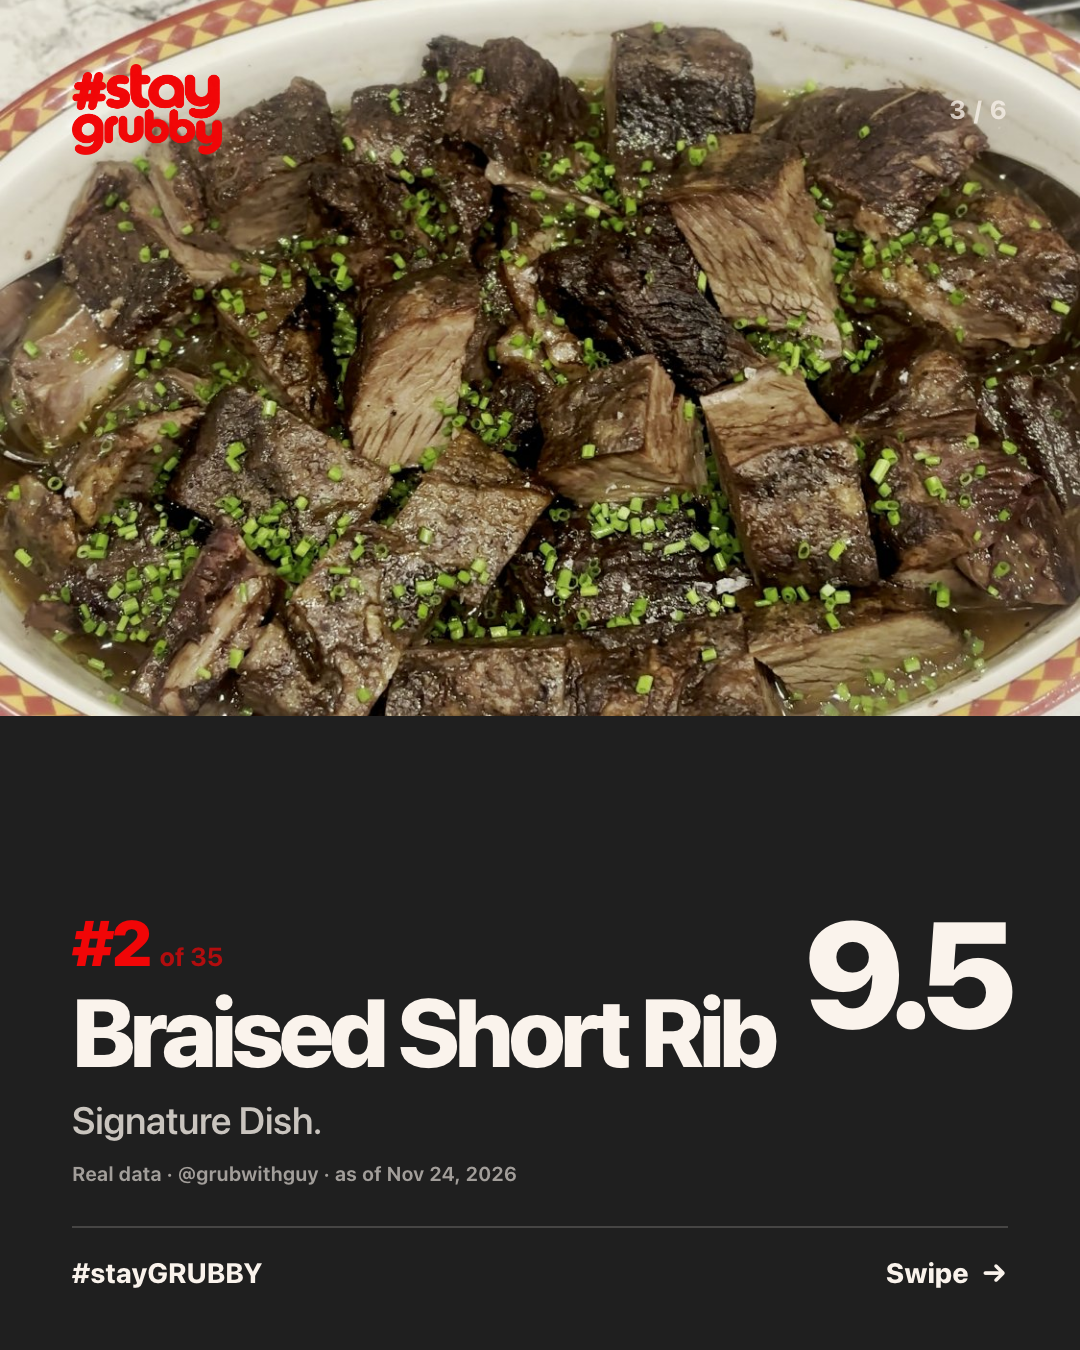 #stay
grubby
3 / 6
#2 of 35
9.5
Braised Short Rib
Signature Dish.
Real data · @grubwithguy · as of Nov 24, 2026
#stayGRUBBY
Swipe →